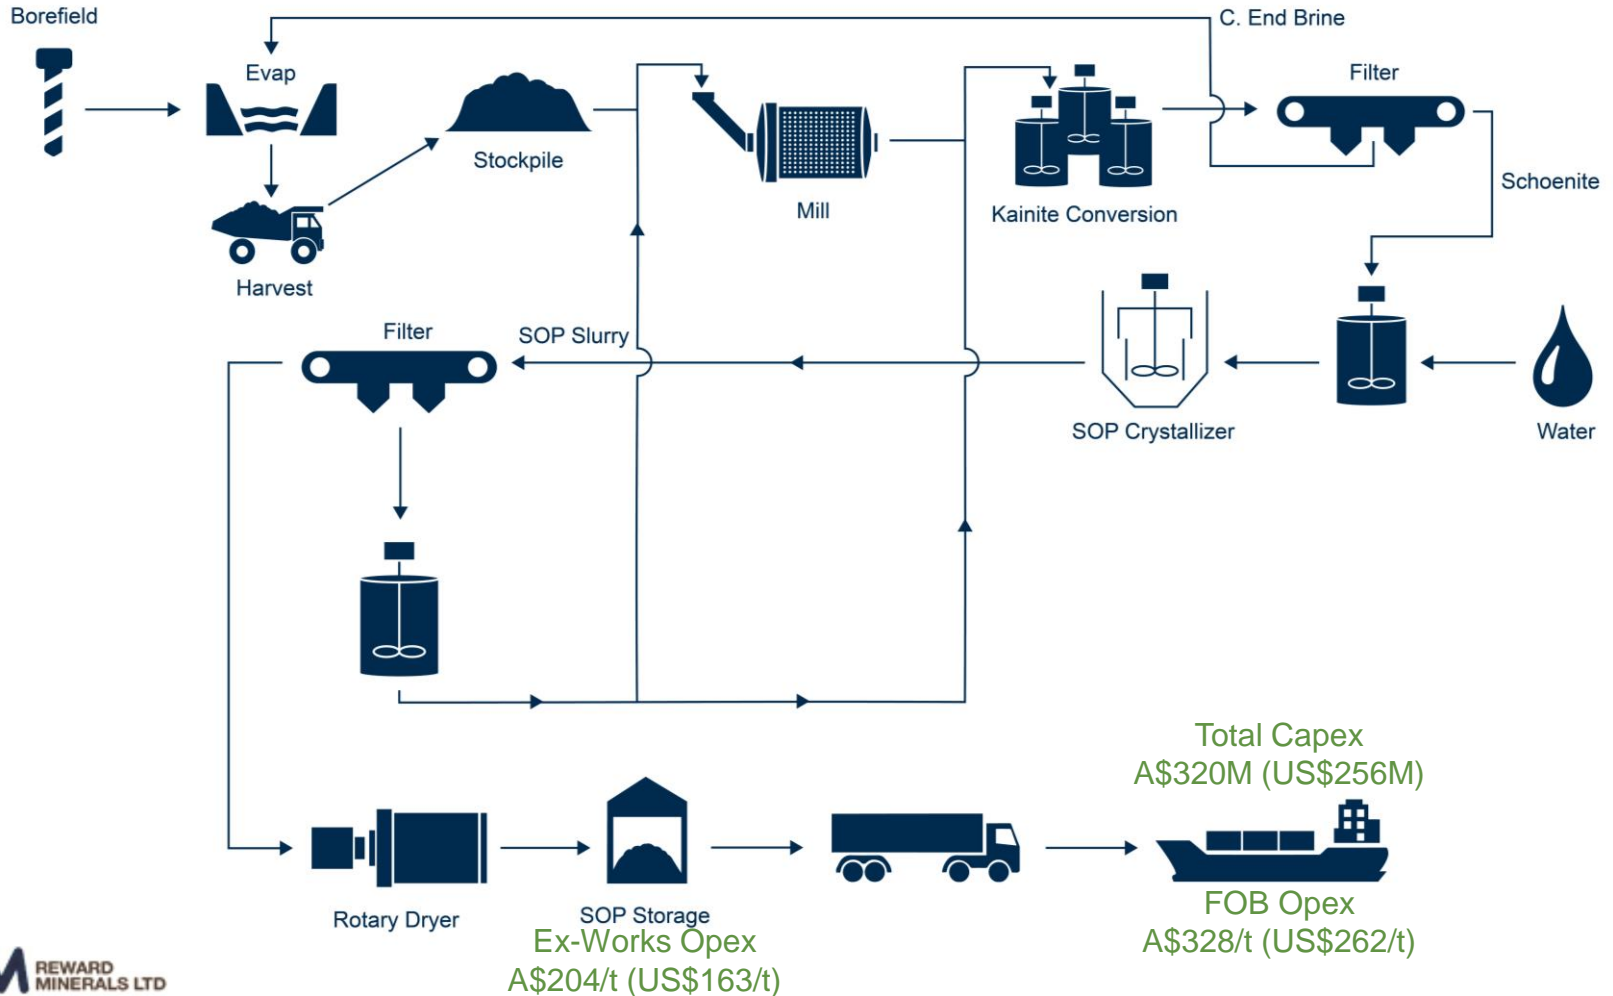 Borefield
C. End Brine
Evap
Filter
Stockpile
Schoenite
Mill
Kainite Conversion
Harvest
Filter
SOP Slurry
SOP Crystallizer
Water
Total Capex
A$320M (US$256M)
Rotary Dryer
SOP Storage
Ex-Works Opex
A$204/t (US$163/t)
FOB Opex
A$328/t (US$262/t)
REWARD
MINERALS LTD